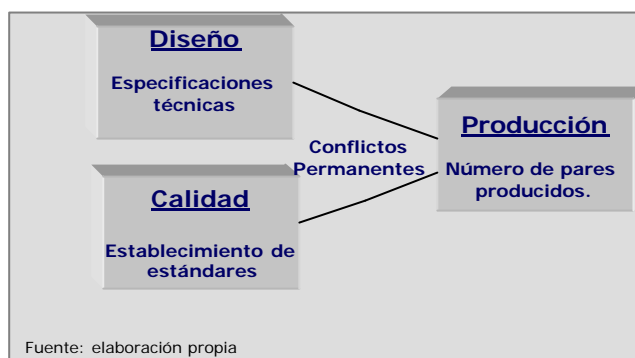 Diseño
Especificaciones
técnicas
Conflictos
Permanentes
Calidad
Establecimiento de
estándares
Producción
Número de pares
producidos.
Fuente: elaboración propia